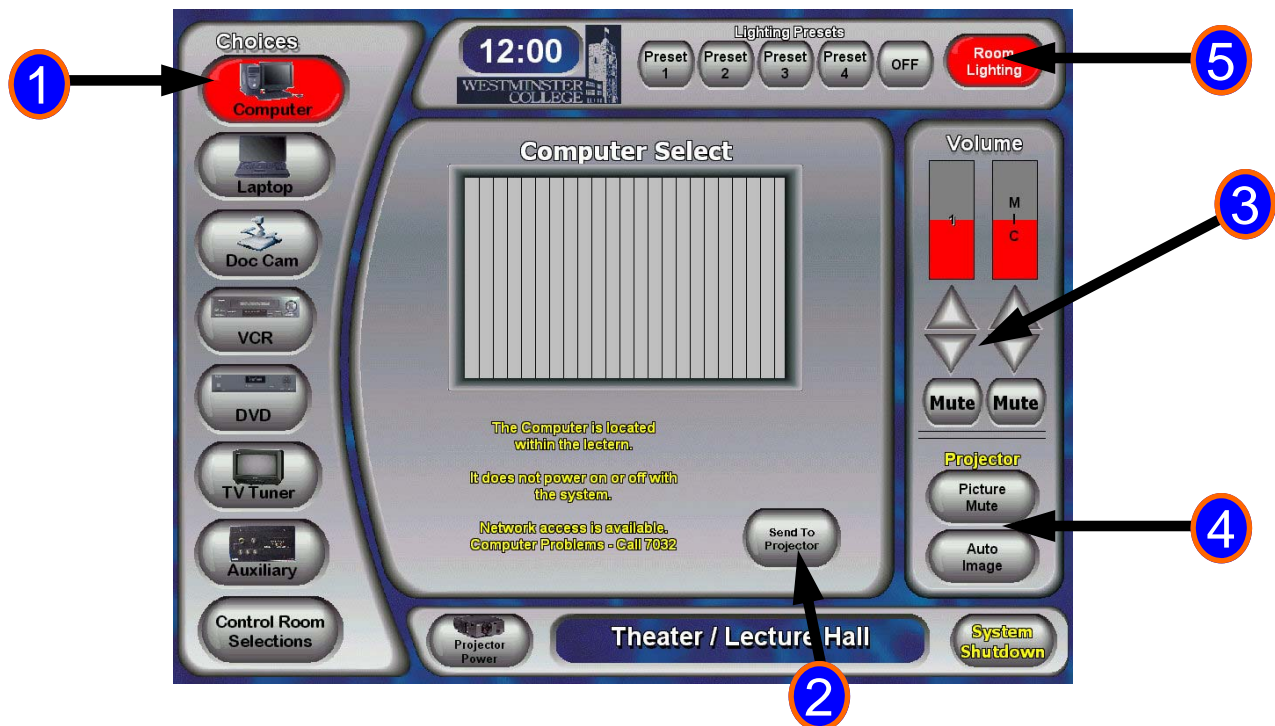 Choices
1
Computer
Laptop
Doc Cam
VCR
DVD
TV Tuner
Auxiliary
Control Room
Selections
12:00
WESTMINSTER
COLLEGE
Lighting Presets
Preset
1
Preset
2
Preset
3
Preset
4
OFF
Room
Lighting
5
Computer Select
The Computer is located
within the lectern.
It does not power on or off with
the system.
Network access is available.
Computer Problems - Call 7032
Send To
Projector
2
Volume
1
M
I
C
3
Mute
Mute
Projector
Picture
Mute
Auto
Image
4
Projector
Power
Theater / Lecture Hall
System
Shutdown